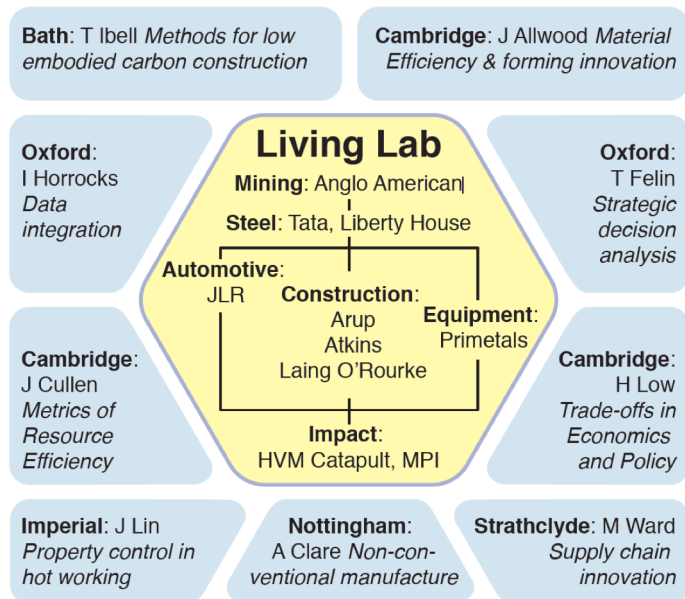 Bath: T Ibell Methods for low
embodied carbon construction
Cambridge: J Allwood Material
Efficiency & forming innovation
Oxford:
I Horrocks
Data
integration
Living Lab
Mining: Anglo American
Steel: Tata, Liberty House
Automotive:
JLR
Construction:
Arup
Atkins
Laing O'Rourke
Equipment:
Primetals
Impact:
HVM Catapult, MPI
Oxford:
T Felin
Strategic
decision
analysis
Cambridge:
J Cullen
Metrics of
Resource
Efficiency
Cambridge:
H Low
Trade-offs in
Economics
and Policy
Imperial: J Lin
Property control in
hot working
Nottingham:
A Clare Non-con-
ventional manufacture
Strathclyde: M Ward
Supply chain
innovation